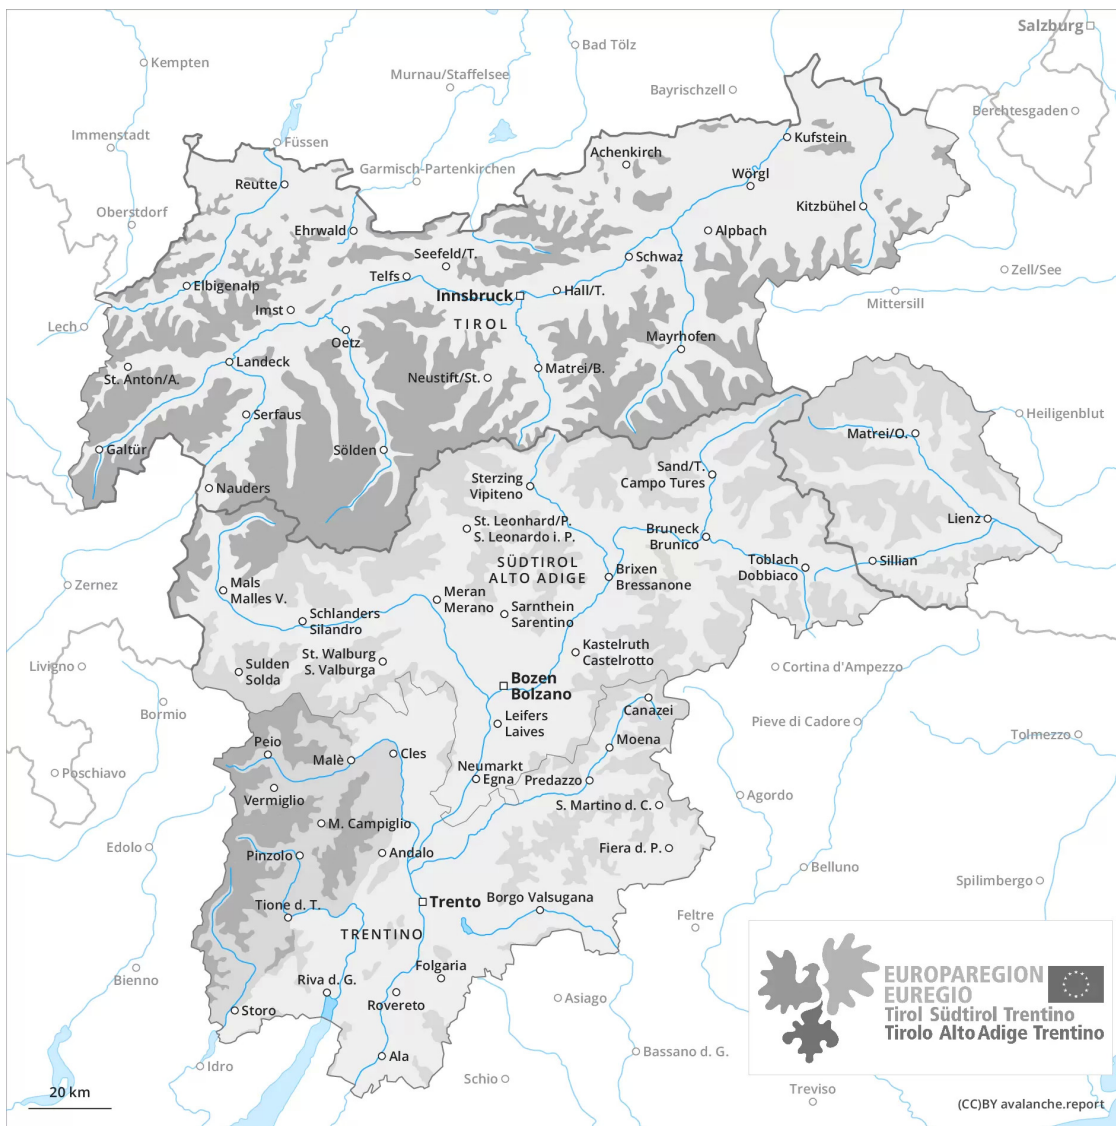 Salzburg
Bad Tölz
Kempten
Murnau/Staffelsee
Bayrischzell
Berchtesgaden
Immenstadt
Füssen
Kufstein
Achenkirch
Garmisch-Partenkirchen
Wörgl
Reutte
Oberstdorf
Kitzbühel
Ehrwald
Alpbach
Seefeld/T.
Schwaz
Zell/See
Telfs
Elbigenalp
Innsbruck
Hall/T.
Mittersill
Imst
TIROL
Lech
Oetz
Mayrhofen
Landeck
Matrei/B.
St. Anton/A.
Neustift/St.
Serfaus
Heiligenblut
Matrei/O.
Galtür
Sölden
Sand/T.
Campo Tures
Sterzing
Vipiteno
Nauders
St. Leonhard/P.
S. Leonardo i. P.
Lienz
Bruneck
Brunico
SÜDTIROL
ALTO ADIGE
Toblach
Dobbiaco
Sillian
Brixen
Bressanone
Zernez
Mals
Malles V.
Meran
Merano
Sarnthein
Sarentino
Schlanders
Silandro
Kastelruth
Castelrotto
St. Walburg
S. Valburga
Livigno
Sulden
Solda
Cortina d'Ampezzo
Bozen
Bolzano
Bormio
Canazei
Leifers
Laives
Pieve di Cadore
Tolmezzo
Peio
Moena
Malè
Cles
Poschiavo
Neumarkt
Egna
Predazzo
Vermiglio
Agordo
S. Martino d. C.
M. Campiglio
Edolo
Pinzolo
Andalo
Fiera d. P.
Belluno
Spilimbergo
Tione d. T.
Trento
Borgo Valsugana
Feltre
TRENTINO
Folgaria
Bienno
Riva d. G.
Rovereto
Asiago
Storo
EUROPAREGION
EUREGIO
Tirol Südtirol Trentino
Tirolo Alto Adige Trentino
Ala
Bassano d. G.
Idro
Schio
Treviso
20 km
(CC)BY avalanche.report